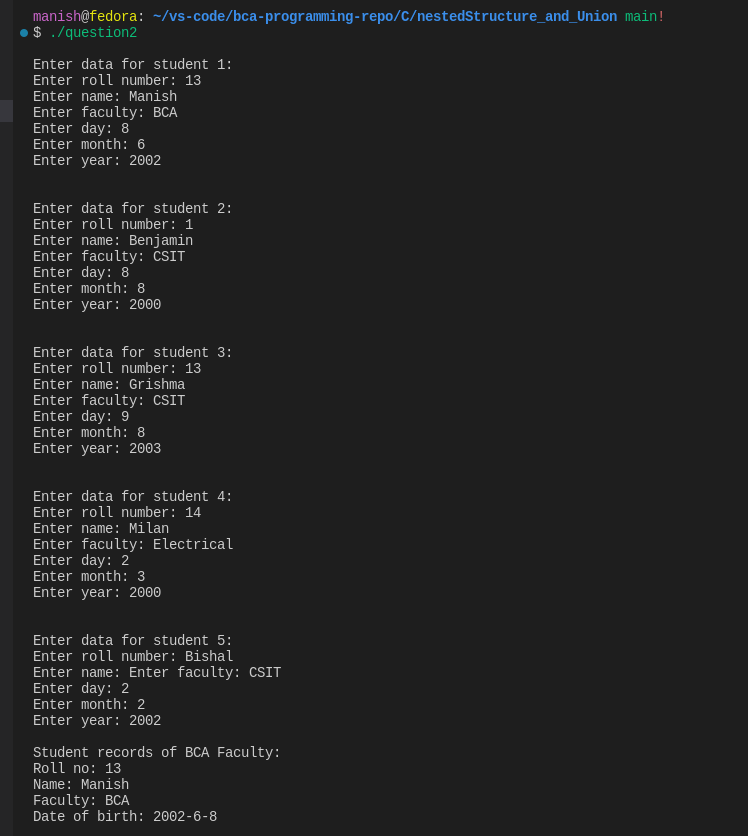 manish@fedora: ~/vs-code/bca-programming-repo/C/nestedStructure_and_Union main!
$ ./question2
Enter data for student 1:
Enter roll number: 13
Enter name: Manish
Enter faculty: BCA
Enter day: 8
Enter month: 6
Enter year: 2002
Enter data for student 2:
Enter roll number: 1
Enter name: Benjamin
Enter faculty: CSIT
Enter day: 8
Enter month: 8
Enter year: 2000
Enter data for student 3:
Enter roll number: 13
Enter name: Grishma
Enter faculty: CSIT
Enter day: 9
Enter month: 8
Enter year: 2003
Enter data for student 4:
Enter roll number: 14
Enter name: Milan
Enter faculty: Electrical
Enter day: 2
Enter month: 3
Enter year: 2000
Enter data for student 5:
Enter roll number: Bishal
Enter name: Enter faculty: CSIT
Enter day: 2
Enter month: 2
Enter year: 2002
Student records of BCA Faculty:
Roll no: 13
Name: Manish
Faculty: BCA
Date of birth: 2002-6-8